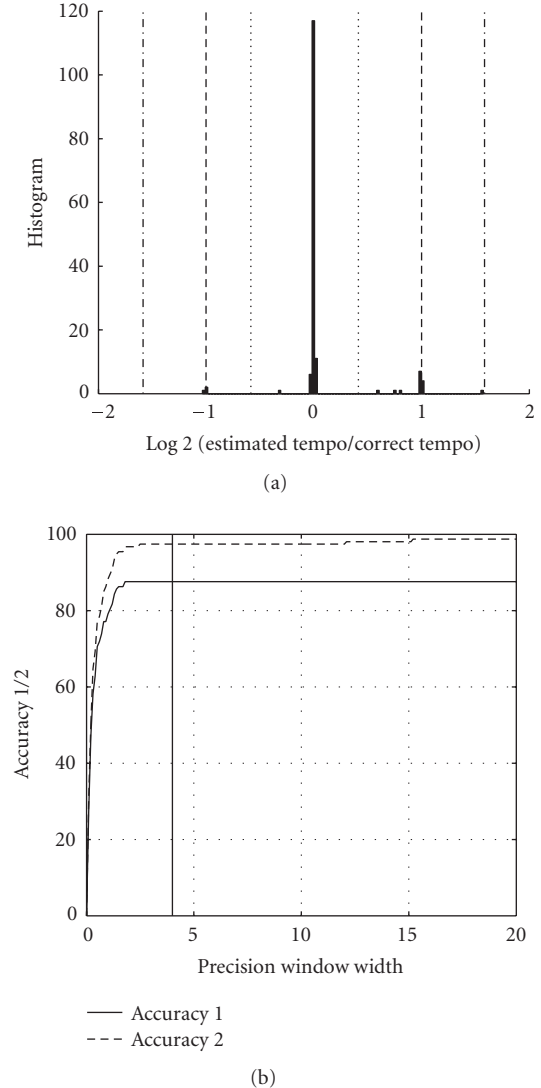 120
100
80
60
40
20
0
Histogram
−2 −1 0 1 2
Log 2 (estimated tempo/correct tempo)
(a)
100
80
60
40
20
0
Accuracy 1/2
0 5 10 15 20
Precision window width
Accuracy 1
Accuracy 2
(b)